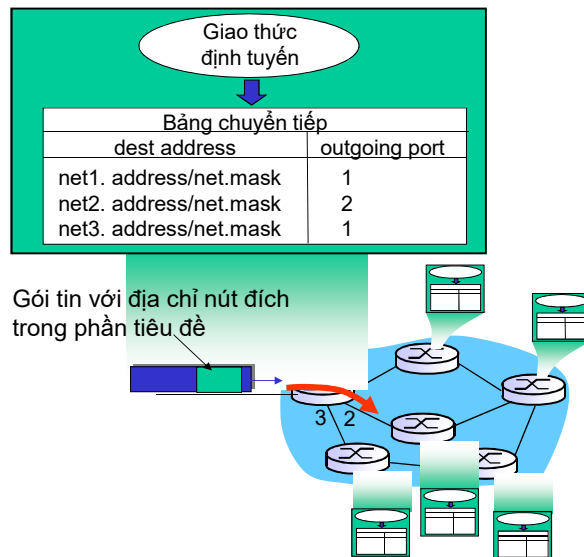 Giao thức
định tuyến
Bảng chuyển tiếp
dest address outgoing port
net1. address/net.mask 1
net2. address/net.mask 2
net3. address/net.mask 1
Gói tin với địa chỉ nút đích
trong phần tiêu đề
3 2